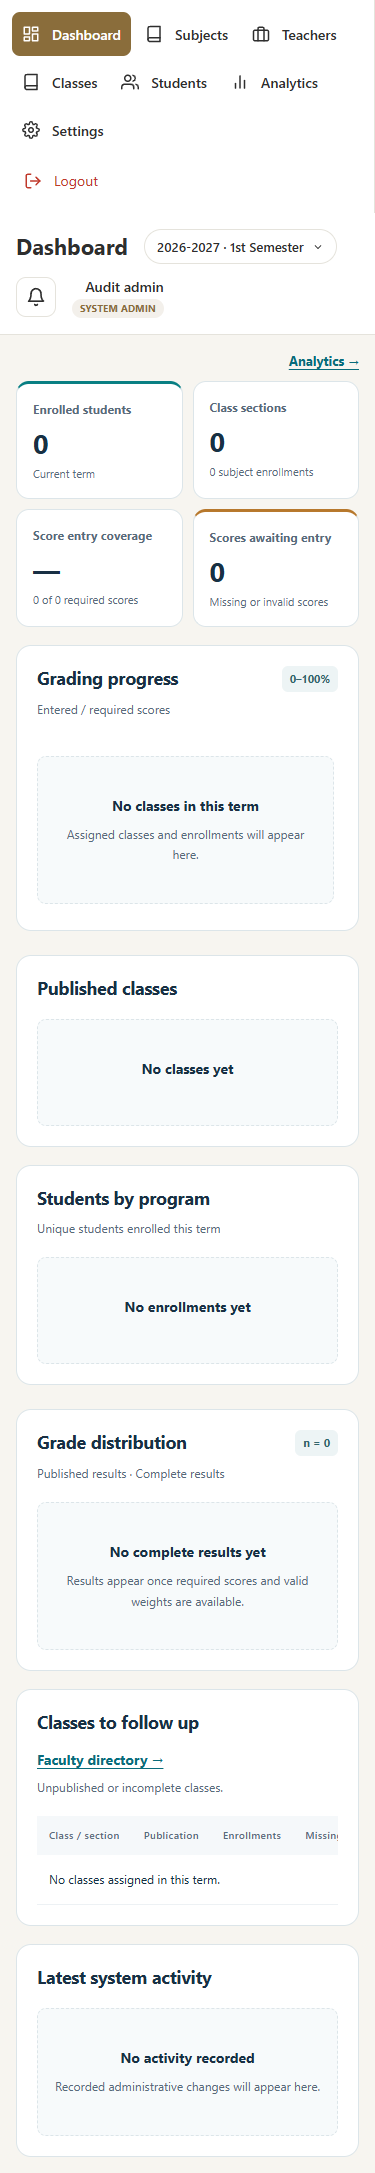 Dashboard
Subjects
Teachers
Classes
Students
Analytics
Settings
Logout
Dashboard
2026-2027 · 1st Semester
Audit admin
SYSTEM ADMIN
Analytics →
Enrolled students
0
Current term
Class sections
0
0 subject enrollments
Score entry coverage
—
0 of 0 required scores
Scores awaiting entry
0
Missing or invalid scores
Grading progress
0–100%
Entered / required scores
No classes in this term
Assigned classes and enrollments will appear
here.
Published classes
No classes yet
Students by program
Unique students enrolled this term
No enrollments yet
Grade distribution
n = 0
Published results · Complete results
No complete results yet
Results appear once required scores and valid
weights are available.
Classes to follow up
Faculty directory →
Unpublished or incomplete classes.
Class / section
Publication
Enrollments
Missing
No classes assigned in this term.
Latest system activity
No activity recorded
Recorded administrative changes will appear here.